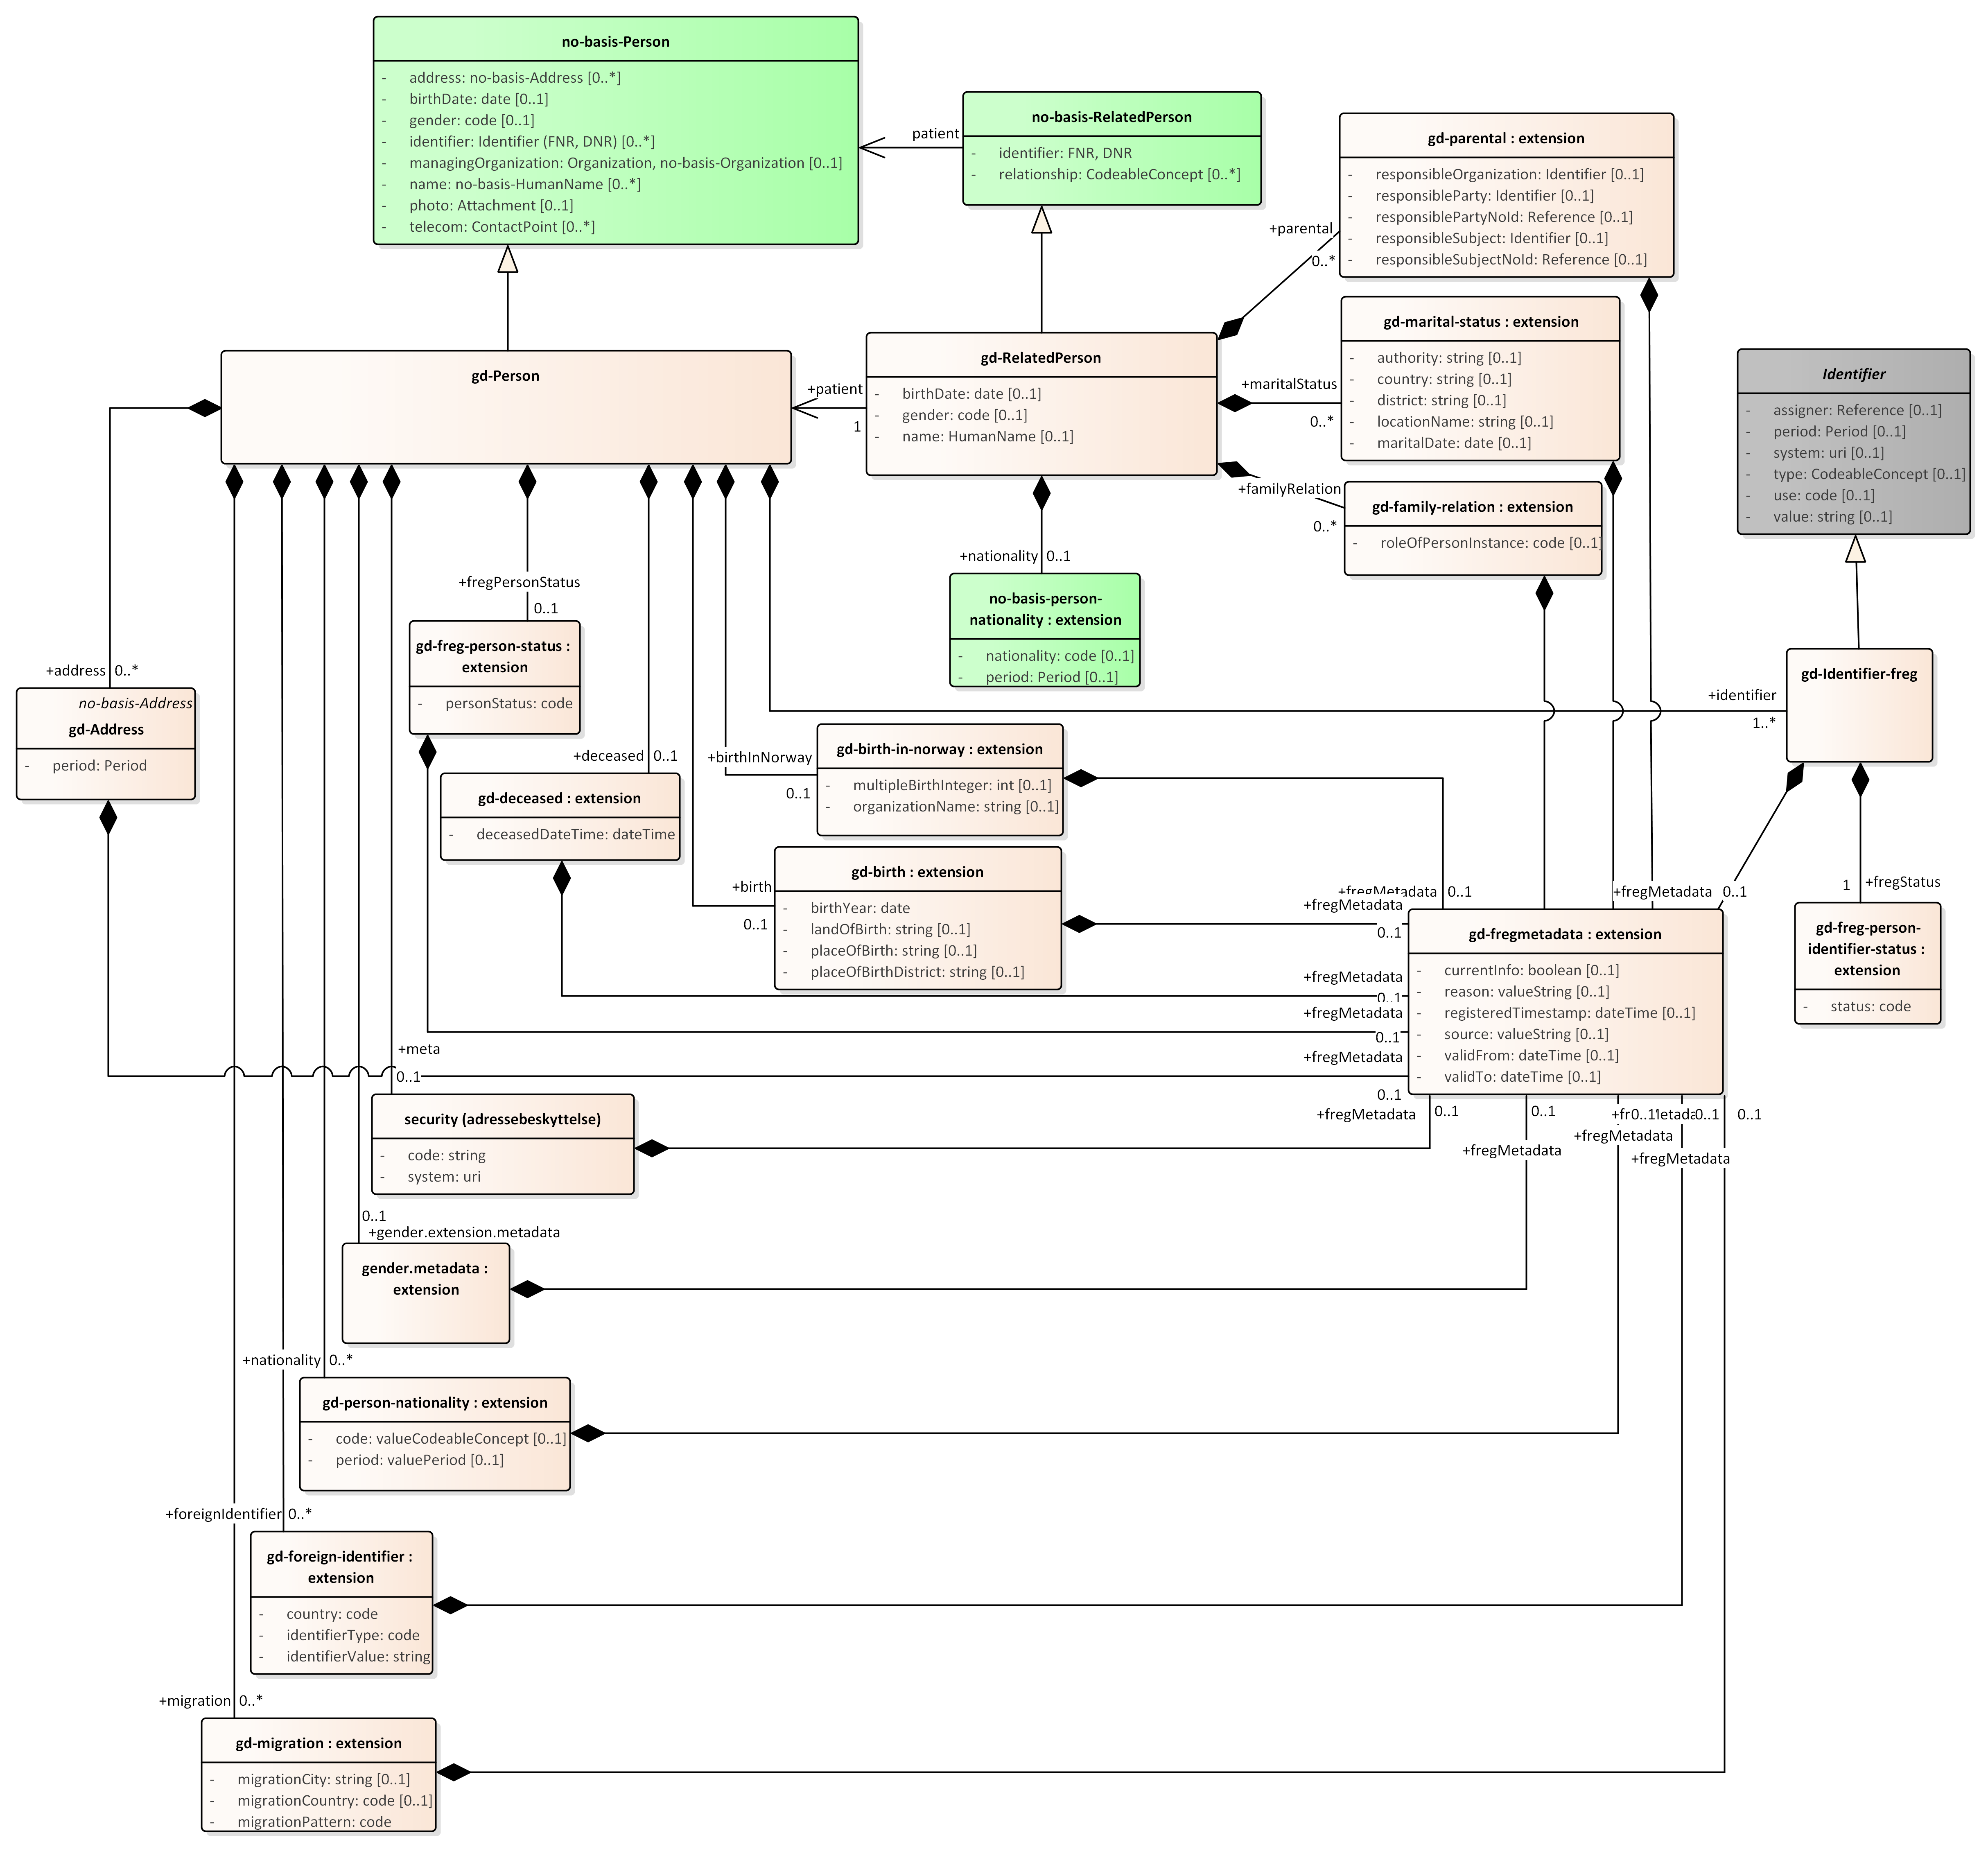 no-basis-Person
- address: no-basis-Address [0..*]
- birthDate: date [0..1]
- gender: code [0..1]
- identifier: Identifier (FNR, DNR) [0..*]
- managingOrganization: Organization, no-basis-Organization [0..1]
- name: no-basis-HumanName [0..*]
- photo: Attachment [0..1]
- telecom: ContactPoint [0..*]
patient
no-basis-RelatedPerson
- identifier: FNR, DNR
- relationship: CodeableConcept [0..*]
gd-parental : extension
- responsibleOrganization: Identifier [0..1]
- responsibleParty: Identifier [0..1]
- responsiblePartyNoId: Reference [0..1]
- responsibleSubject: Identifier [0..1]
- responsibleSubjectNoId: Reference [0..1]
+parental
0..*
gd-marital-status : extension
- authority: string [0..1]
- country: string [0..1]
- district: string [0..1]
- locationName: string [0..1]
- maritalDate: date [0..1]
+maritalStatus
0..*
gd-Person
+patient
1
gd-RelatedPerson
- birthDate: date [0..1]
- gender: code [0..1]
- name: HumanName [0..1]
Identifier
- assigner: Reference [0..1]
- period: Period [0..1]
- system: uri [0..1]
- type: CodeableConcept [0..1]
- use: code [0..1]
- value: string [0..1]
+familyRelation
0..*
gd-family-relation : extension
- roleOfPersonInstance: code [0..1]
+nationality 0..1
no-basis-person-
nationality : extension
- nationality: code [0..1]
- period: Period [0..1]
+fregPersonStatus
0..1
gd-freg-person-status :
extension
- personStatus: code
+address 0..*
no-basis-Address
gd-Address
- period: Period
+identifier
1..*
gd-Identifier-freg
+deceased 0..1
gd-deceased : extension
- deceasedDateTime: dateTime
+birthInNorway
0..1
gd-birth-in-norway : extension
- multipleBirthInteger: int [0..1]
- organizationName: string [0..1]
+birth
0..1
gd-birth : extension
- birthYear: date
- landOfBirth: string [0..1]
- placeOfBirth: string [0..1]
- placeOfBirthDistrict: string [0..1]
+fregMetadata 0..1
+fregMetadata
0..1
+fregMetadata 0..1
1 +fregStatus
gd-freg-person-
identifier-status :
extension
- status: code
gd-fregmetadata : extension
- currentInfo: boolean [0..1]
- reason: valueString [0..1]
- registeredTimestamp: dateTime [0..1]
- source: valueString [0..1]
- validFrom: dateTime [0..1]
- validTo: dateTime [0..1]
+fregMetadata
0..1
+fregMetadata
0..1
+fregMetadata
0..1
+meta
0..1
security (adressebeskyttelse)
- code: string
- system: uri
+fregMetadata 0..1
0..1
+fregMetadata
0..1
0..1
0..1
+fregMetadata
+fregMetadata
0..1
+gender.extension.metadata
gender.metadata :
extension
+nationality 0..*
gd-person-nationality : extension
- code: valueCodeableConcept [0..1]
- period: valuePeriod [0..1]
+foreignIdentifier 0..*
gd-foreign-identifier :
extension
- country: code
- identifierType: code
- identifierValue: string
+migration 0..*
gd-migration : extension
- migrationCity: string [0..1]
- migrationCountry: code [0..1]
- migrationPattern: code